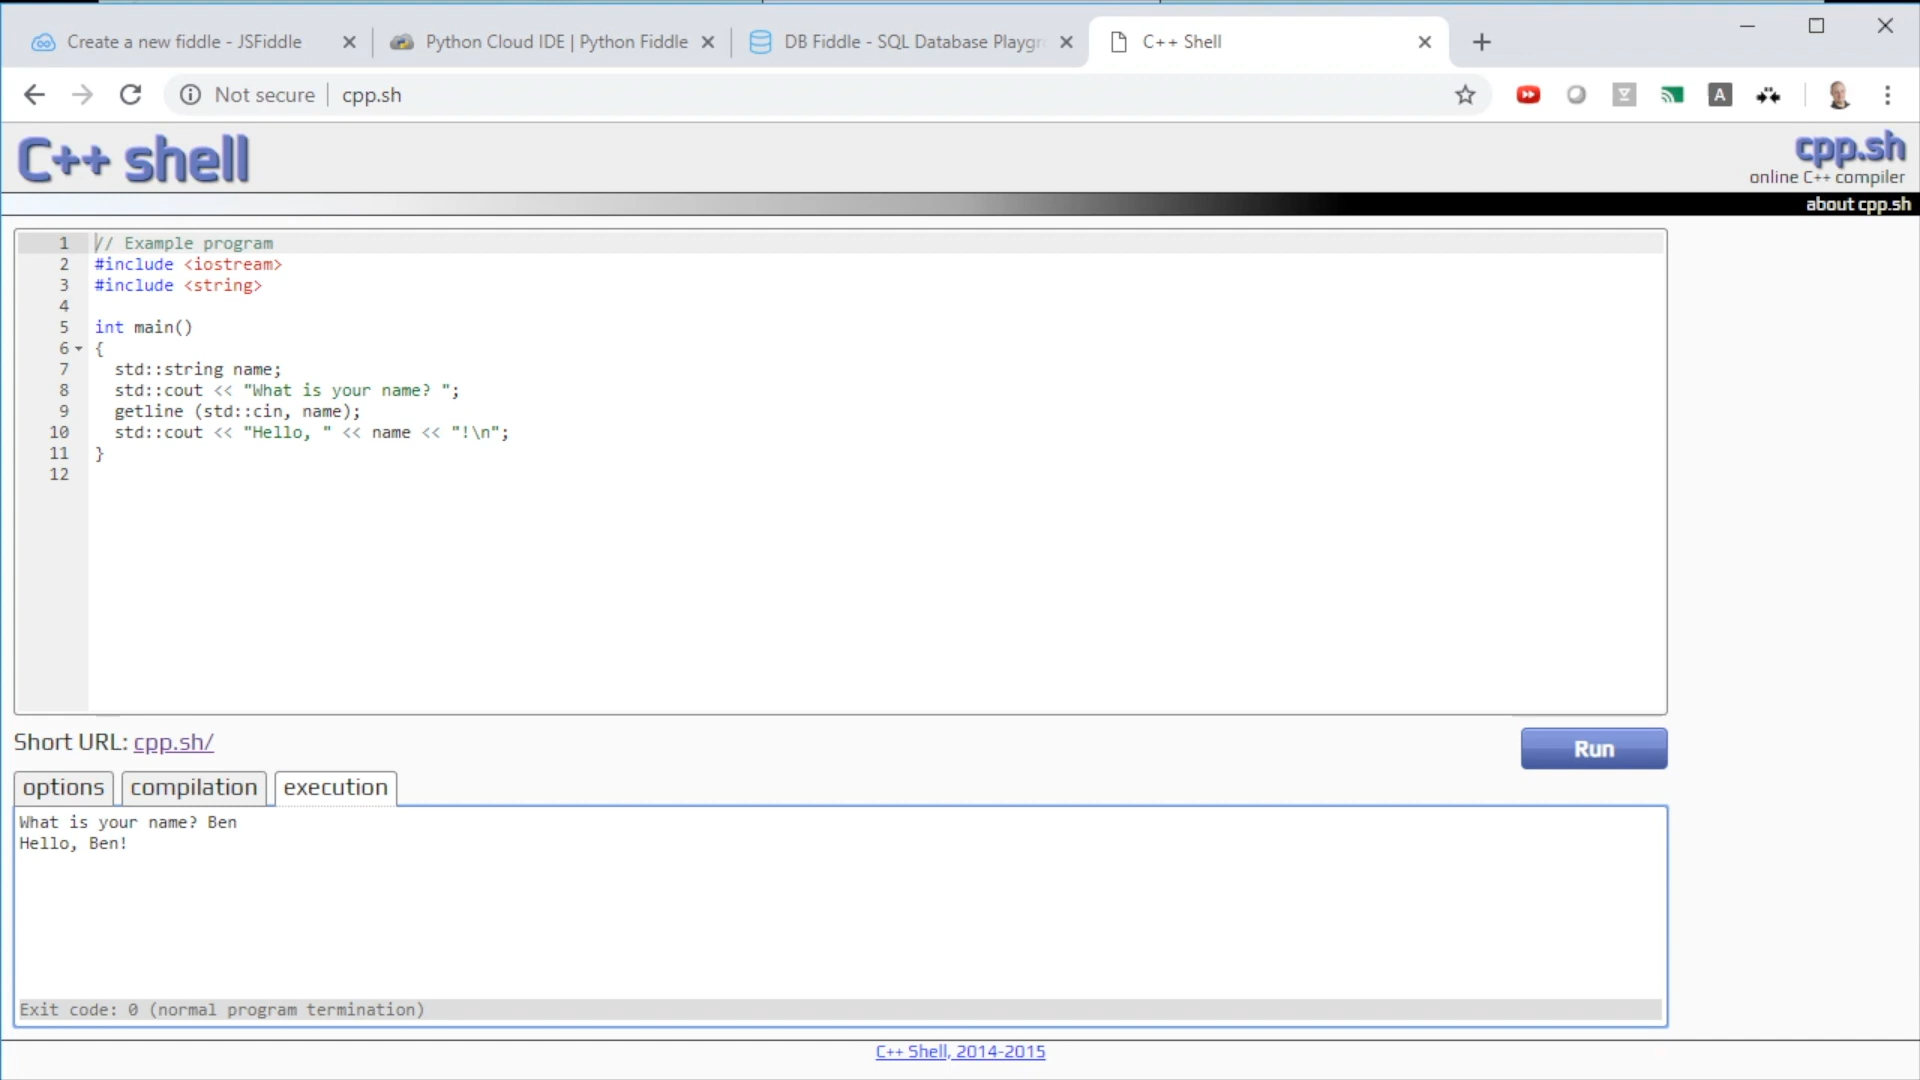 Create a new fiddle - JSFiddle
Python Cloud IDE | Python Fiddle
DB Fiddle - SQL Database Playgr
C++ Shell
Not secure | cpp.sh
A
C++ shell
cpp.sh
online C++ compiler
about cpp.sh
1 // Example program
2 #include <iostream>
3 #include <string>
4
5 int main()
6 {
7 std::string name;
8 std::cout << "What is your name? ";
9 getline (std::cin, name);
10 std::cout << "Hello, " << name << "!\n";
11 }
12
Short URL: cpp.sh/
Run
options compilation execution
What is your name? Ben
Hello, Ben!
Exit code: 0 (normal program termination)
C++ Shell, 2014-2015